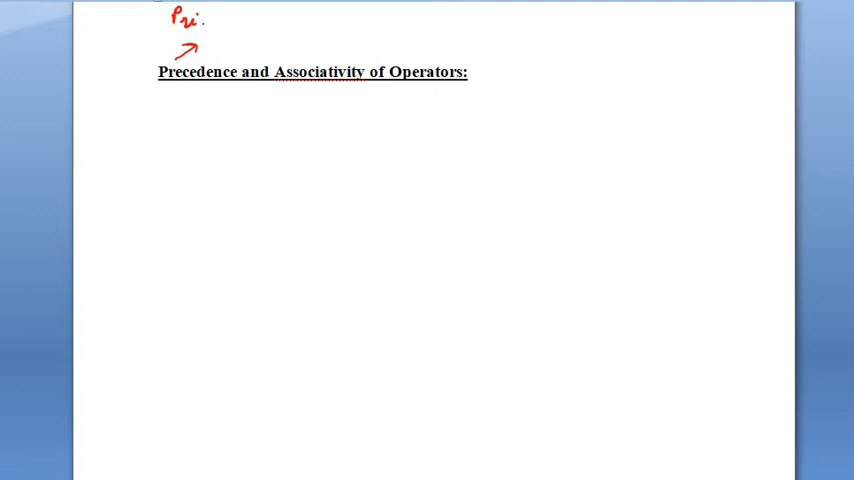 Pri.
Precedence and Associativity of Operators: